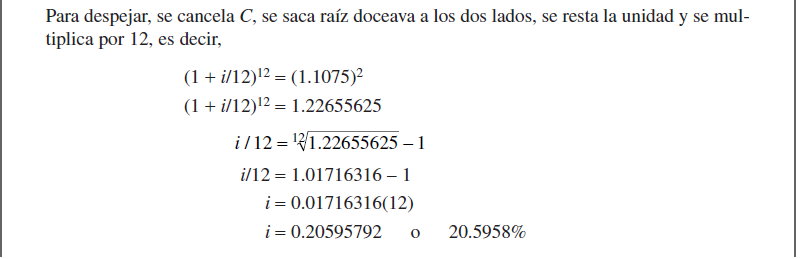 Para despejar, se cancela C, se saca raíz doceava a los dos lados, se resta la unidad y se mul-
tiplica por 12, es decir,
(1 + i/12)¹² = (1.1075)²
(1 + i/12)¹² = 1.22655625
i / 12 = ¹²√1.22655625 – 1
i/12 = 1.01716316 – 1
i = 0.01716316(12)
i = 0.20595792 o 20.5958%